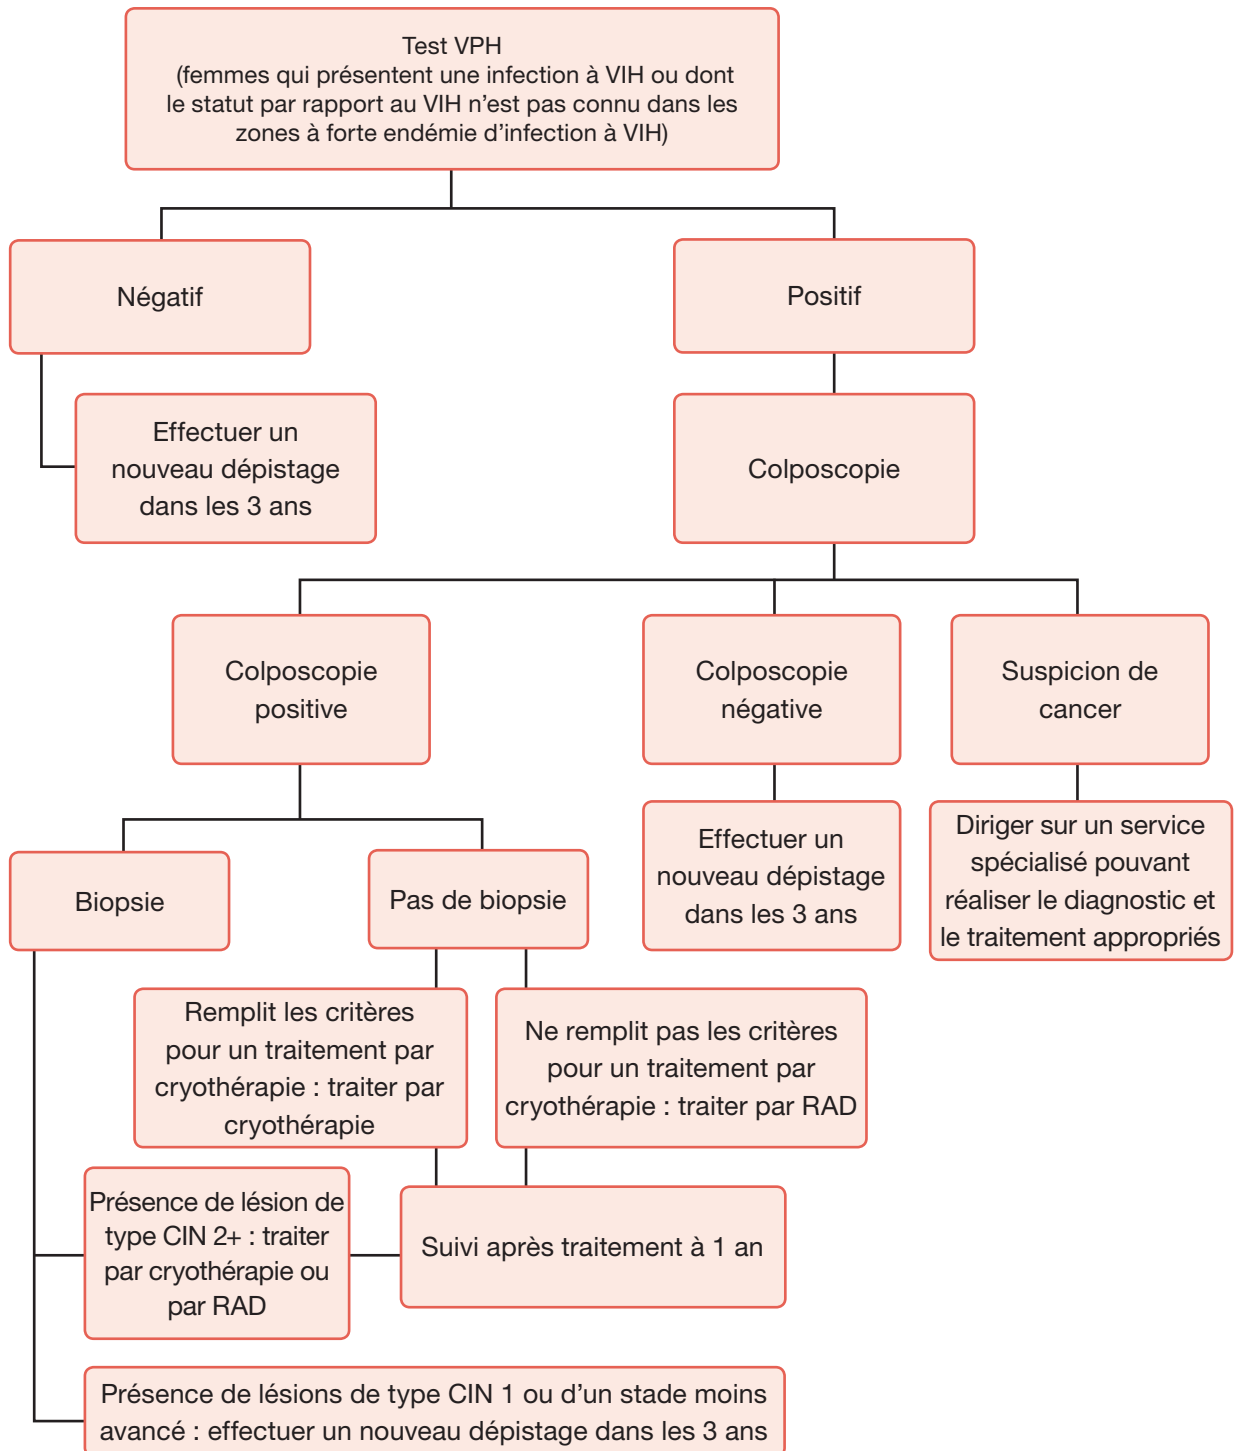 Test VPH
(femmes qui présentent une infection à VIH ou dont
le statut par rapport au VIH n’est pas connu dans les
zones à forte endémie d’infection à VIH)
Négatif
Positif
Effectuer un
nouveau dépistage
dans les 3 ans
Colposcopie
Colposcopie
positive
Colposcopie
négative
Suspicion de
cancer
Biopsie
Pas de biopsie
Effectuer un
nouveau dépistage
dans les 3 ans
Diriger sur un service
spécialisé pouvant
réaliser le diagnostic et
le traitement appropriés
Remplit les critères
pour un traitement par
cryothérapie : traiter par
cryothérapie
Ne remplit pas les critères
pour un traitement par
cryothérapie : traiter par RAD
Présence de lésion de
type CIN 2+ : traiter
par cryothérapie ou
par RAD
Suivi après traitement à 1 an
Présence de lésions de type CIN 1 ou d’un stade moins
avancé : effectuer un nouveau dépistage dans les 3 ans